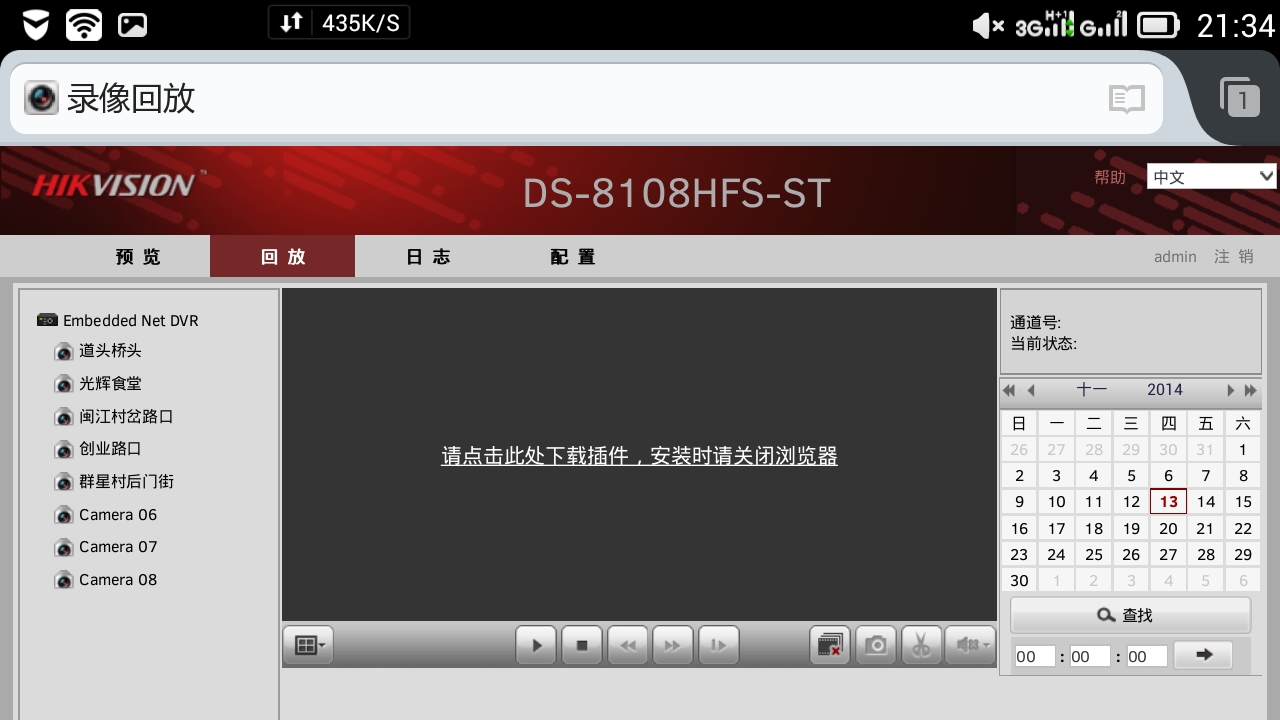 435K/S
3G H+1 G 2
21:34
录像回放
1
HIKVISION™
DS-8108HFS-ST
帮助
中文
预览 回放 日志 配置
admin 注销
Embedded Net DVR
道头桥头
光辉食堂
闽江村岔路口
创业路口
群星村后门街
Camera 06
Camera 07
Camera 08
请点击此处下载插件，安装时请关闭浏览器
通道号:
当前状态:
十一 2014
日 一 二 三 四 五 六
26 27 28 29 30 31 1
2 3 4 5 6 7 8
9 10 11 12 13 14 15
16 17 18 19 20 21 22
23 24 25 26 27 28 29
30 1 2 3 4 5 6
查找
00 : 00 : 00